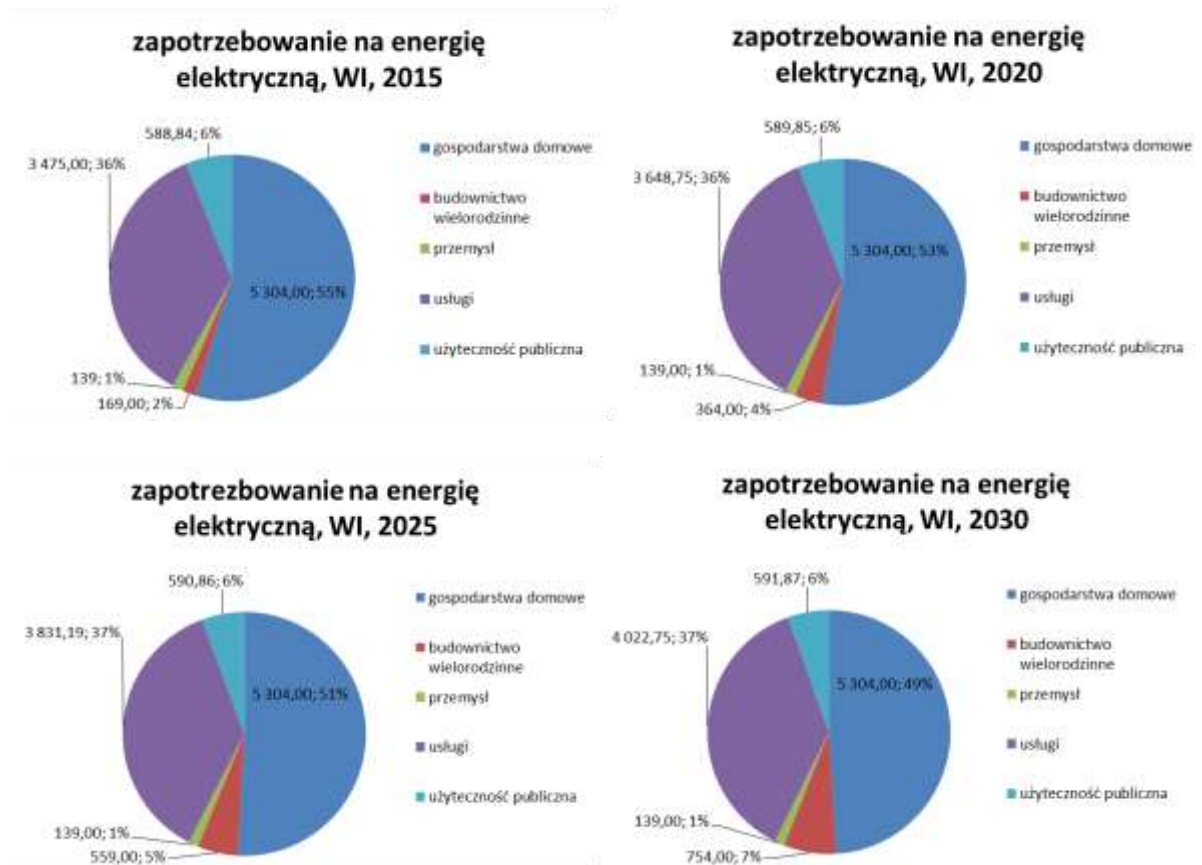 zapotrzebowanie na energię
elektryczną, WI, 2015
588,84; 6%
3 475,00; 36%
5 304,00; 55%
139; 1%
169,00; 2%
gospodarstwa domowe
budownictwo
wielorodzinne
przemysł
usługi
użyteczność publiczna
zapotrzebowanie na energię
elektryczną, WI, 2020
589,85; 6%
3 648,75; 36%
5 304,00; 53%
139,00; 1%
364,00; 4%
gospodarstwa domowe
budownictwo
wielorodzinne
przemysł
usługi
użyteczność publiczna
zapotrezbowanie na energię
elektryczną, WI, 2025
590,86; 6%
3 831,19; 37%
5 304,00; 51%
139,00; 1%
559,00; 5%
gospodarstwa domowe
budownictwo
wielorodzinne
przemysł
usługi
użyteczność publiczna
zapotrzebowanie na energię
elektryczną, WI, 2030
591,87; 6%
4 022,75; 37%
5 304,00; 49%
139,00; 1%
754,00; 7%
gospodarstwa domowe
budownictwo
wielorodzinne
przemysł
usługi
użyteczność publiczna